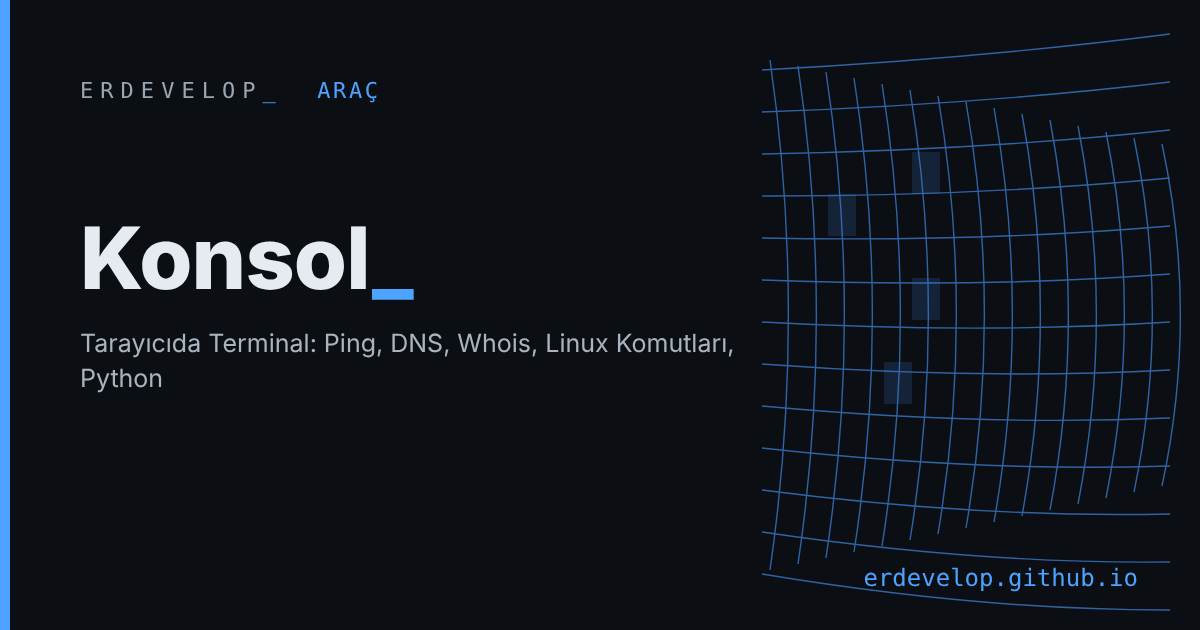 ERDEVELOP_ ARAÇ
Konsol_
Tarayıcıda Terminal: Ping, DNS, Whois, Linux Komutları,
Python
erdevelop.github.io